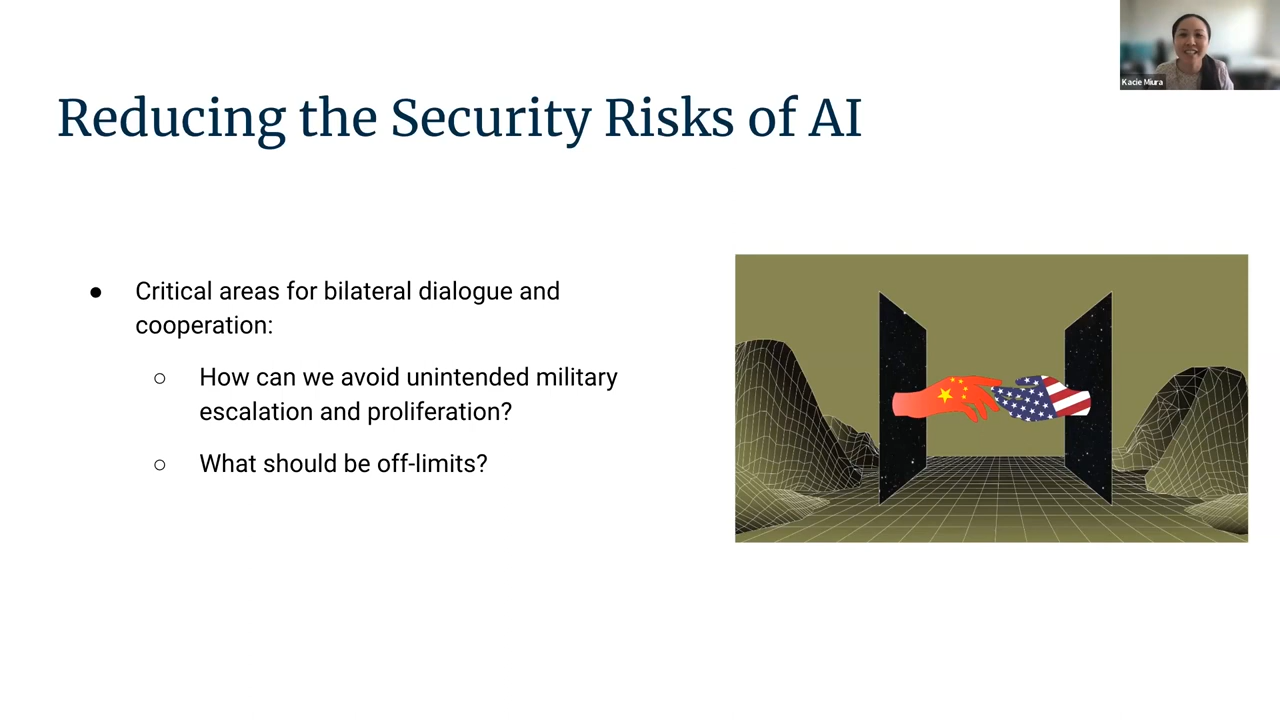 Kacie Miura
Reducing the Security Risks of AI
● Critical areas for bilateral dialogue and
cooperation:
○ How can we avoid unintended military
escalation and proliferation?
○ What should be off-limits?